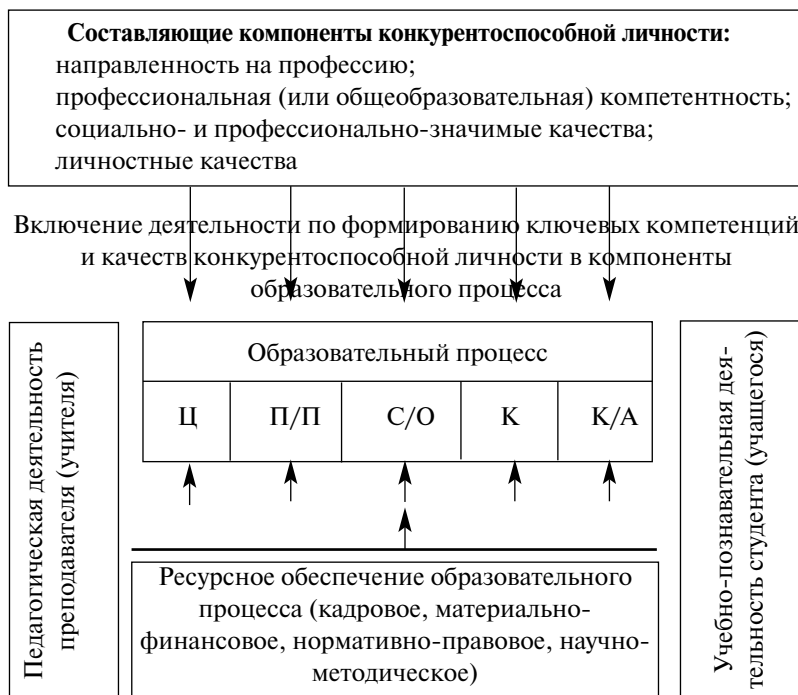 Составляющие компоненты конкурентоспособной личности:
направленность на профессию;
профессиональная (или общеобразовательная) компетентность;
социально- и профессионально-значимые качества;
личностные качества
Включение деятельности по формированию ключевых компетенций
и качеств конкурентоспособной личности в компоненты
образовательного процесса
Педагогическая деятельность
преподавателя (учителя)
Образовательный процесс
Ц П/П С/О К К/А
Ресурсное обеспечение образовательного
процесса (кадровое, материально-
финансовое, нормативно-правовое, научно-
методическое)
Учебно-познавательная дея-
тельность студента (учащегося)